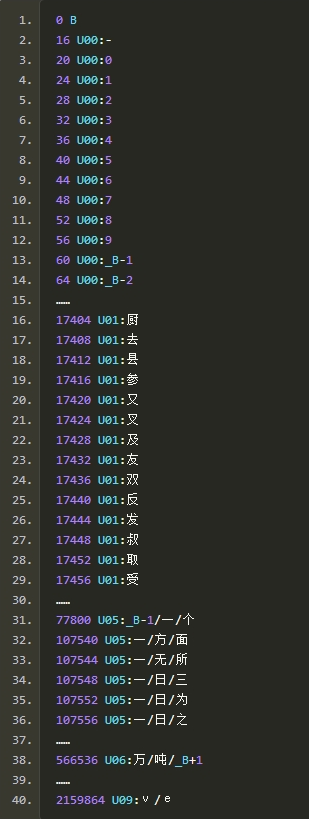 1. 0 B
2. 16 U00:-
3. 20 U00:0
4. 24 U00:1
5. 28 U00:2
6. 32 U00:3
7. 36 U00:4
8. 40 U00:5
9. 44 U00:6
10. 48 U00:7
11. 52 U00:8
12. 56 U00:9
13. 60 U00:_B-1
14. 64 U00:_B-2
15. ……
16. 17404 U01:厨
17. 17408 U01:去
18. 17412 U01:县
19. 17416 U01:参
20. 17420 U01:又
21. 17424 U01:叉
22. 17428 U01:及
23. 17432 U01:友
24. 17436 U01:双
25. 17440 U01:反
26. 17444 U01:发
27. 17448 U01:叔
28. 17452 U01:取
29. 17456 U01:受
30. ……
31. 77800 U05:_B-1/一/个
32. 107540 U05:一/方/面
33. 107544 U05:一/无/所
34. 107548 U05:一/日/三
35. 107552 U05:一/日/为
36. 107556 U05:一/日/之
37. ……
38. 566536 U06:万/吨/_B+1
39. ……
40. 2159864 U09:ｖ/ｅ